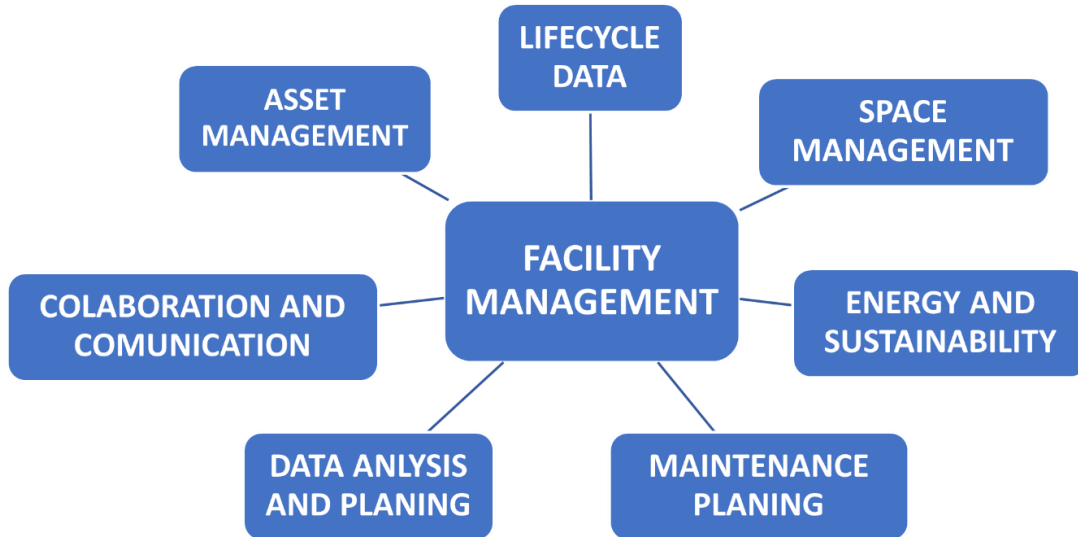 LIFECYCLE
DATA
ASSET
MANAGEMENT
SPACE
MANAGEMENT
FACILITY
MANAGEMENT
COLABORATION AND
COMUNICATION
ENERGY AND
SUSTAINABILITY
DATA ANLYSIS
AND PLANING
MAINTENANCE
PLANING